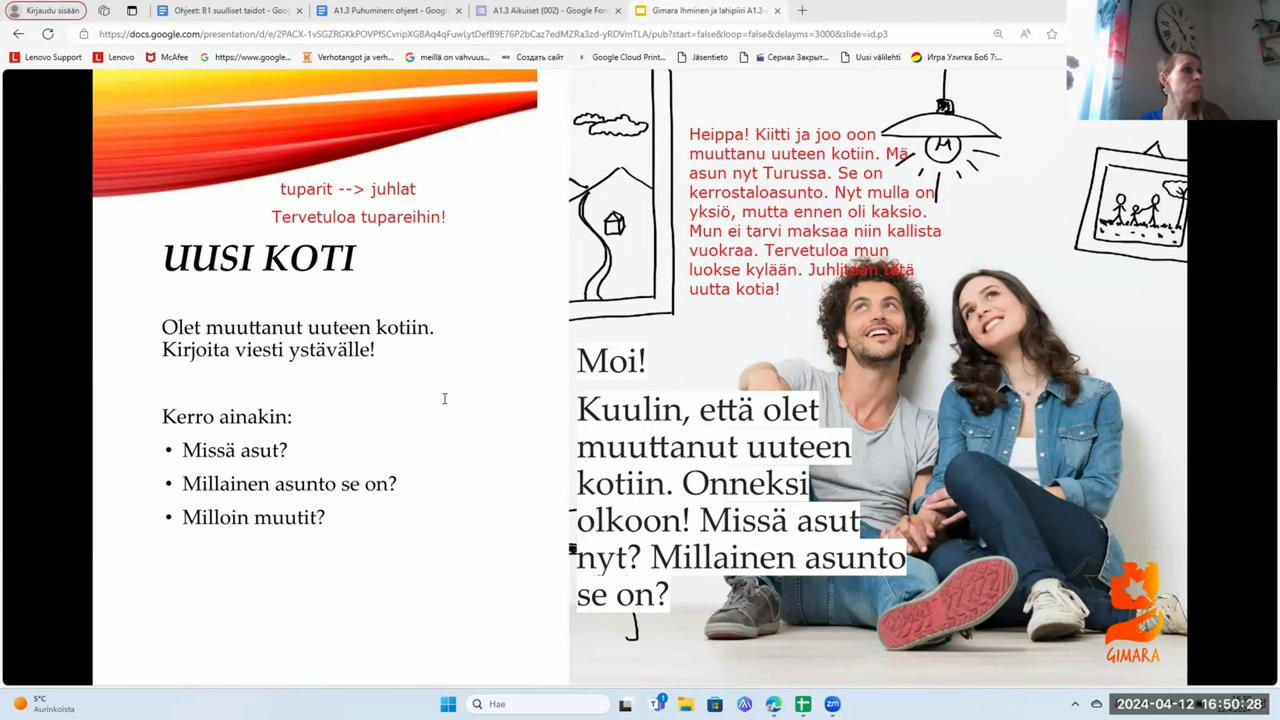 Kirjaudu sisään
Ohjeet: B1 suulliset taidot - Goog
A1.3 Puhuminen: ohjeet - Google
A1.3 Aikuiset (002) - Google For
Gimara Ihminen ja lahipiiri A1.3
https://docs.google.com/presentation/d/e/2PACX-1vSGZRGKkPOVPfSCvripXGBAq4qFuwLytDefB9E76P2bCaz7edMZRa3zd-yRDVmTLA/pub?start=false&loop=false&delayms=3000&slide=id.p3
Lenovo Support
Lenovo
McAfee
https://www.google...
Verhotangot ja verh...
meillä on vahvuus...
Создать сайт
Google Cloud Print...
Jäsentieto
Сериал Закрыт...
Uusi välilehti
Игра Улитка Боб 7:...
tuparit --> juhlat
Tervetuloa tupareihin!
UUSI KOTI
Olet muuttanut uuteen kotiin.
Kirjoita viesti ystävälle!
Kerro ainakin:
• Missä asut?
• Millainen asunto se on?
• Milloin muutit?
Heippa! Kiitti ja joo oon
muuttanu uuteen kotiin. Mä
asun nyt Turussa. Se on
kerrostaloasunto. Nyt mulla on
yksiö, mutta ennen oli kaksio.
Mun ei tarvi maksaa niin kallista
vuokraa. Tervetuloa mun
luokse kylään. Juhlitaan tätä
uutta kotia!
Moi!
Kuulin, että olet
muuttanut uuteen
kotiin. Onneksi
olkoon! Missä asut
nyt? Millainen asunto
se on?
GIMARA
5°C
Aurinkoista
Hae
2024-04-12 16:50:28